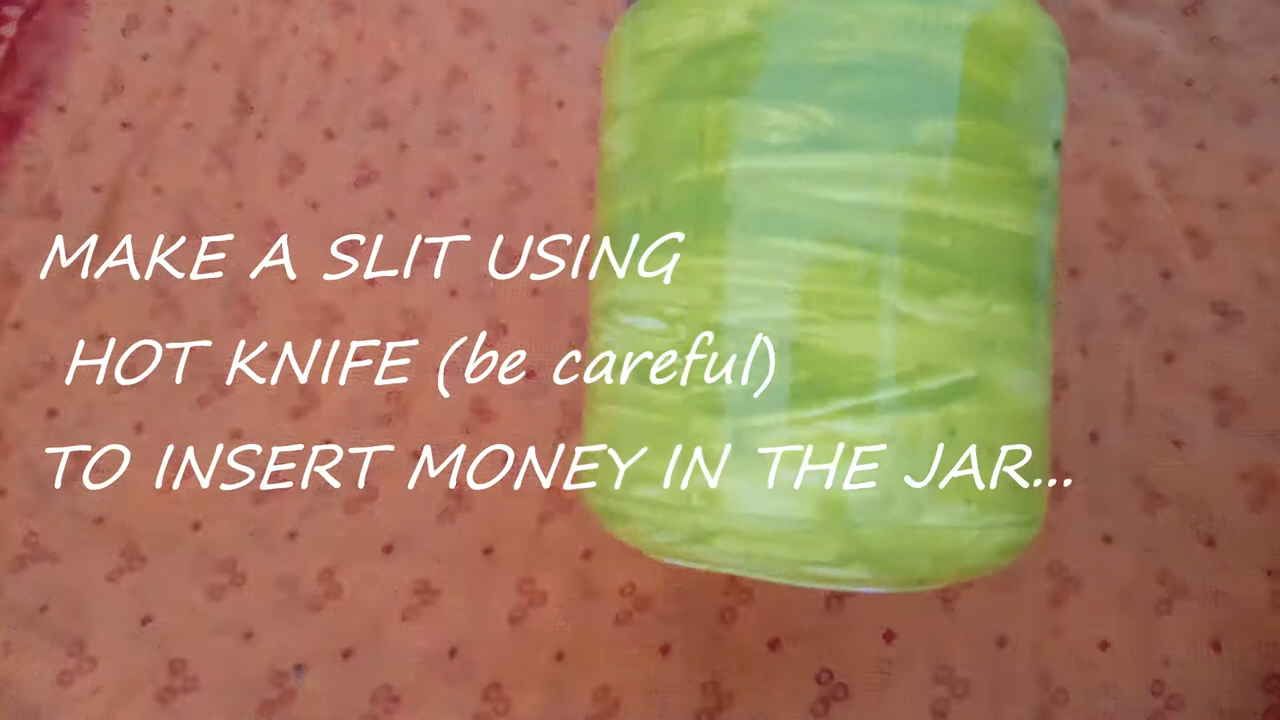 MAKE A SLIT USING
HOT KNIFE (be careful)
TO INSERT MONEY IN THE JAR...